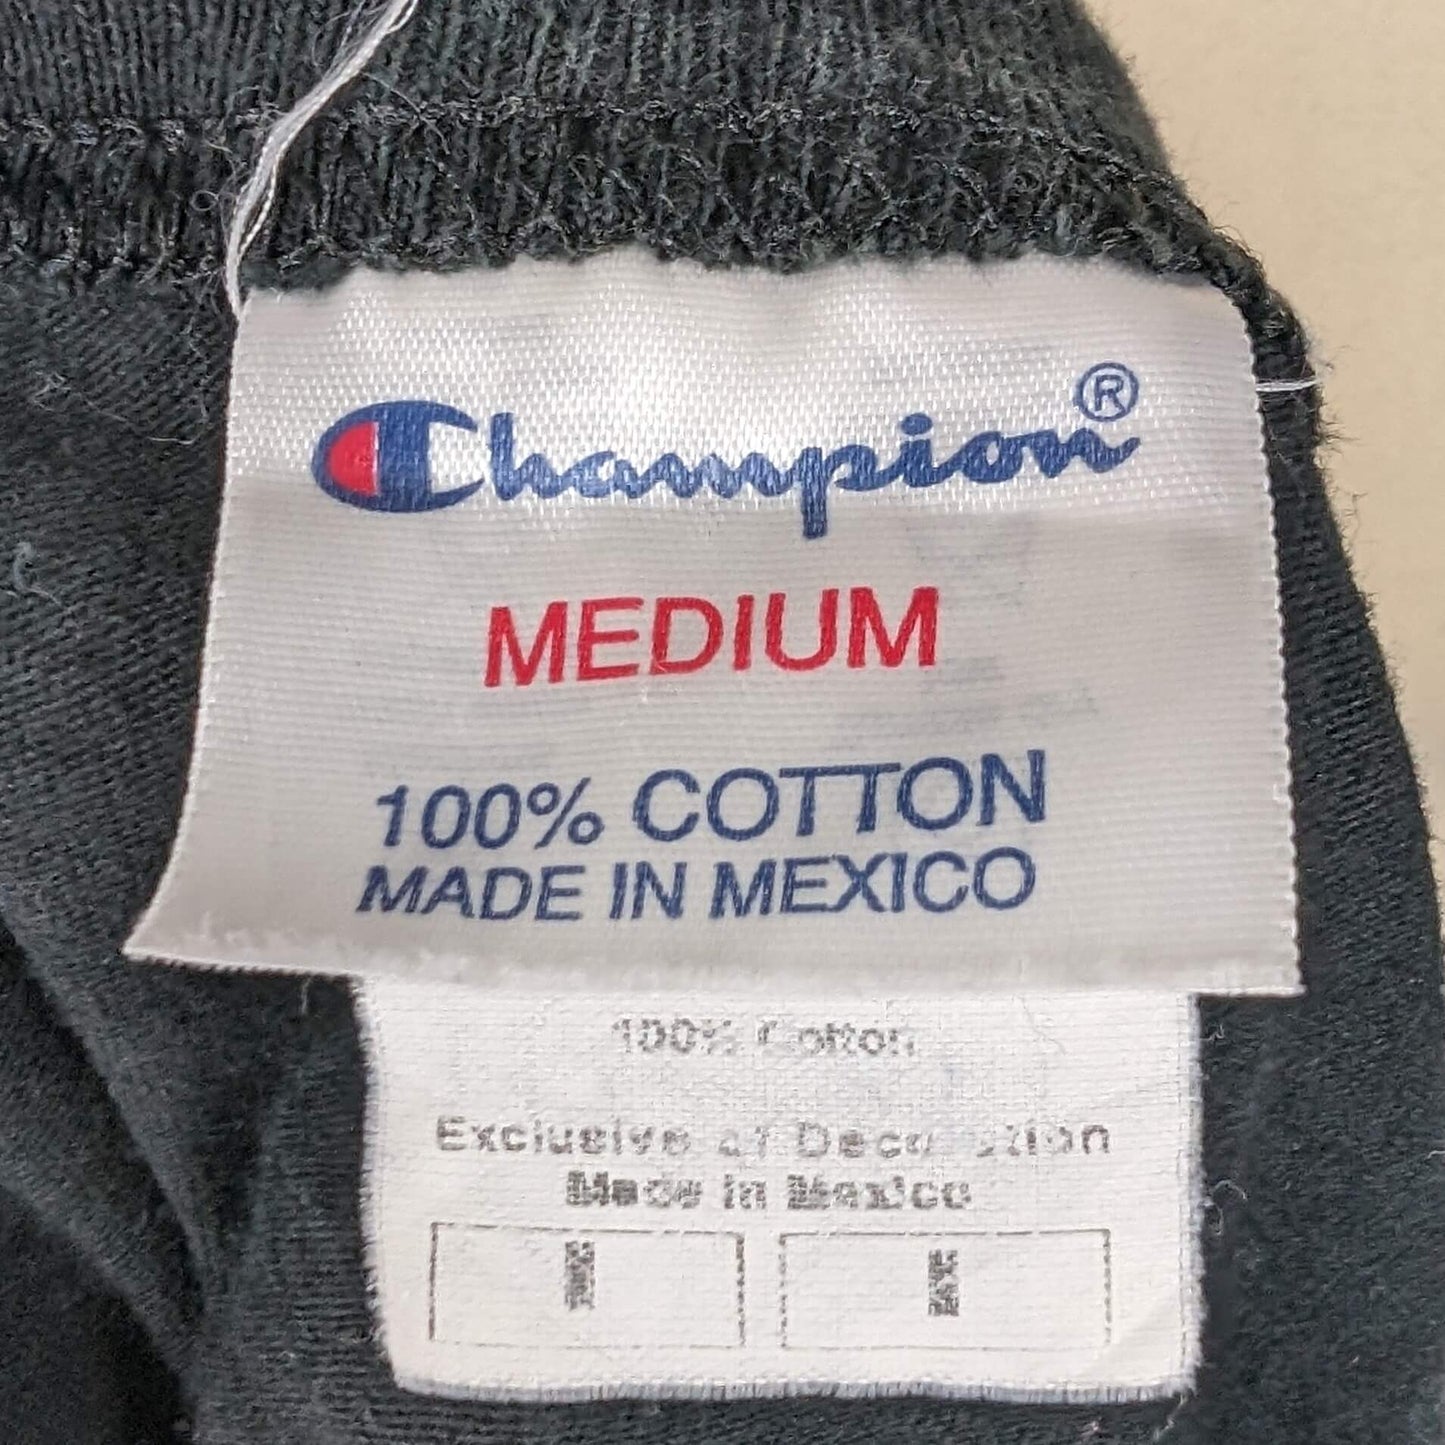 Champion®
MEDIUM
100% COTTON
MADE IN MEXICO
100% Cotton
Exclusive of Decoration
Made in Mexico